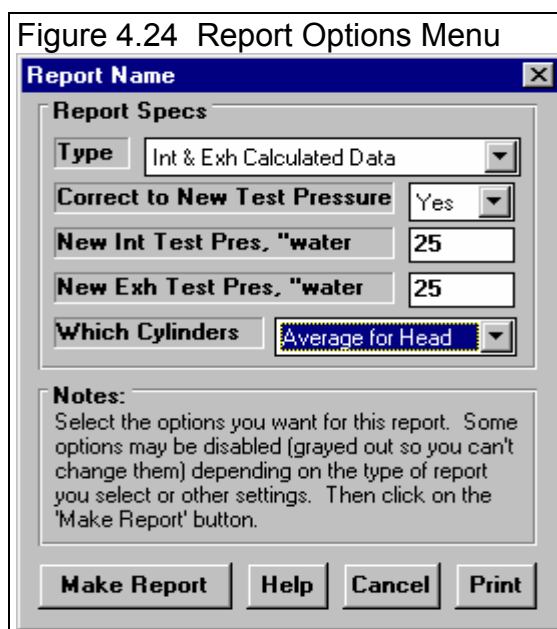 Figure 4.24 Report Options Menu
Report Name
Report Specs
Type Int & Exh Calculated Data
Correct to New Test Pressure Yes
New Int Test Pres, "water 25
New Exh Test Pres, "water 25
Which Cylinders Average for Head
Notes:
Select the options you want for this report. Some
options may be disabled (grayed out so you can't
change them) depending on the type of report
you select or other settings. Then click on the
'Make Report' button.
Make Report Help Cancel Print